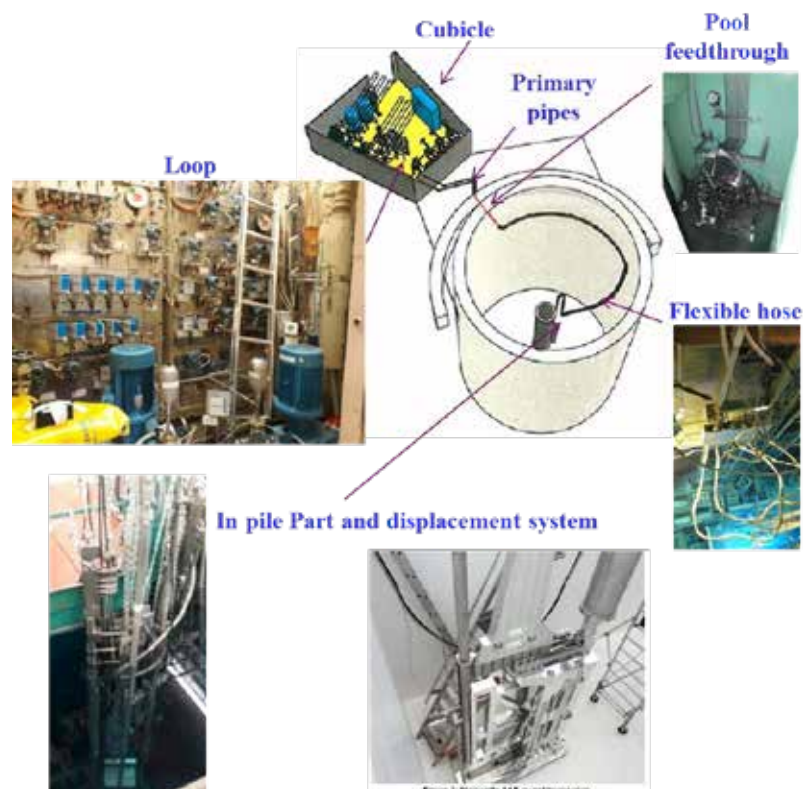 Cubicle
Pool
feedthrough
Primary
pipes
Loop
Flexible hose
In pile Part and displacement system